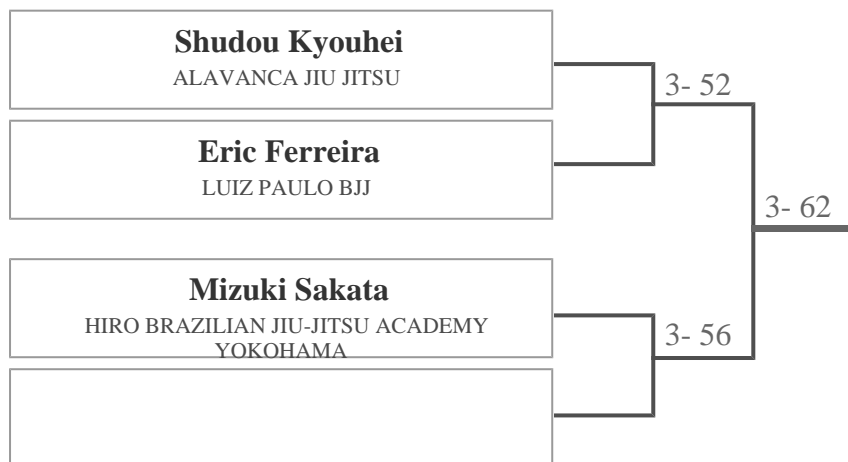 Shudou Kyouhei
ALAVANCA JIU JITSU
3- 52
Eric Ferreira
LUIZ PAULO BJJ
3- 62
Mizuki Sakata
HIRO BRAZILIAN JIU-JITSU ACADEMY
YOKOHAMA
3- 56